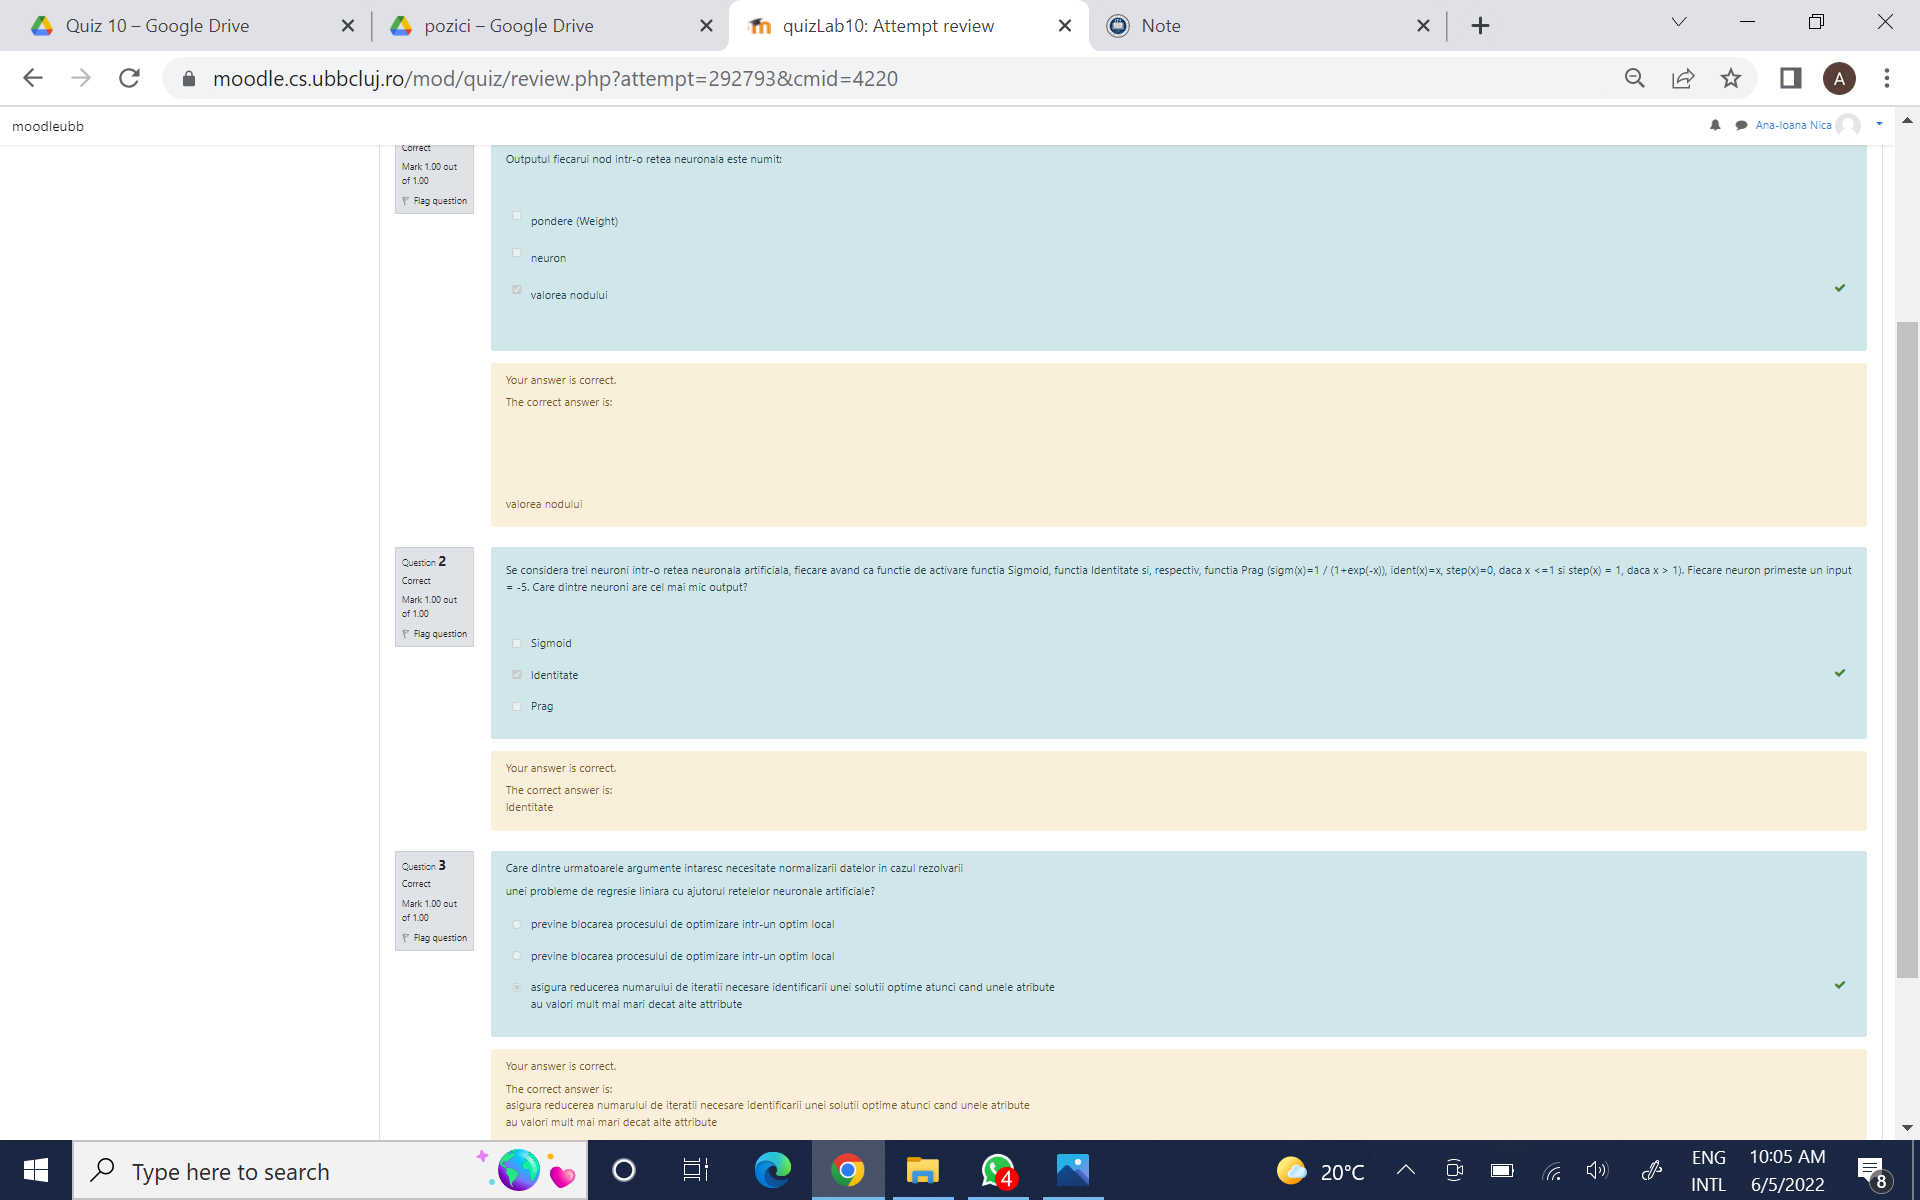 Quiz 10 – Google Drive
pozici – Google Drive
quizLab10: Attempt review
Note
moodle.cs.ubbcluj.ro/mod/quiz/review.php?attempt=292793&cmid=4220
A
moodleubb
Ana-Ioana Nica
Correct
Mark 1.00 out
of 1.00
Flag question
Outputul fiecarui nod intr-o retea neuronala este numit:
pondere (Weight)
neuron
valorea nodului
Your answer is correct.
The correct answer is:
valorea nodului
Question 2
Correct
Mark 1.00 out
of 1.00
Flag question
Se considera trei neuroni intr-o retea neuronala artificiala, fiecare avand ca functie de activare functia Sigmoid, functia Identitate si, respectiv, functia Prag (sigm(x)=1 / (1+exp(-x)), ident(x)=x, step(x)=0, daca x <=1 si step(x) = 1, daca x > 1). Fiecare neuron primeste un input
= -5. Care dintre neuroni are cel mai mic output?
Sigmoid
Identitate
Prag
Your answer is correct.
The correct answer is:
Identitate
Question 3
Correct
Mark 1.00 out
of 1.00
Flag question
Care dintre urmatoarele argumente intaresc necesitate normalizarii datelor in cazul rezolvarii
unei probleme de regresie liniara cu ajutorul retelelor neuronale artificiale?
previne blocarea procesului de optimizare intr-un optim local
previne blocarea procesului de optimizare intr-un optim local
asigura reducerea numarului de iteratii necesare identificarii unei solutii optime atunci cand unele atribute
au valori mult mai mari decat alte attribute
Your answer is correct.
The correct answer is:
asigura reducerea numarului de iteratii necesare identificarii unei solutii optime atunci cand unele atribute
au valori mult mai mari decat alte attribute
Type here to search
4
20°C
ENG
INTL
10:05 AM
6/5/2022
8